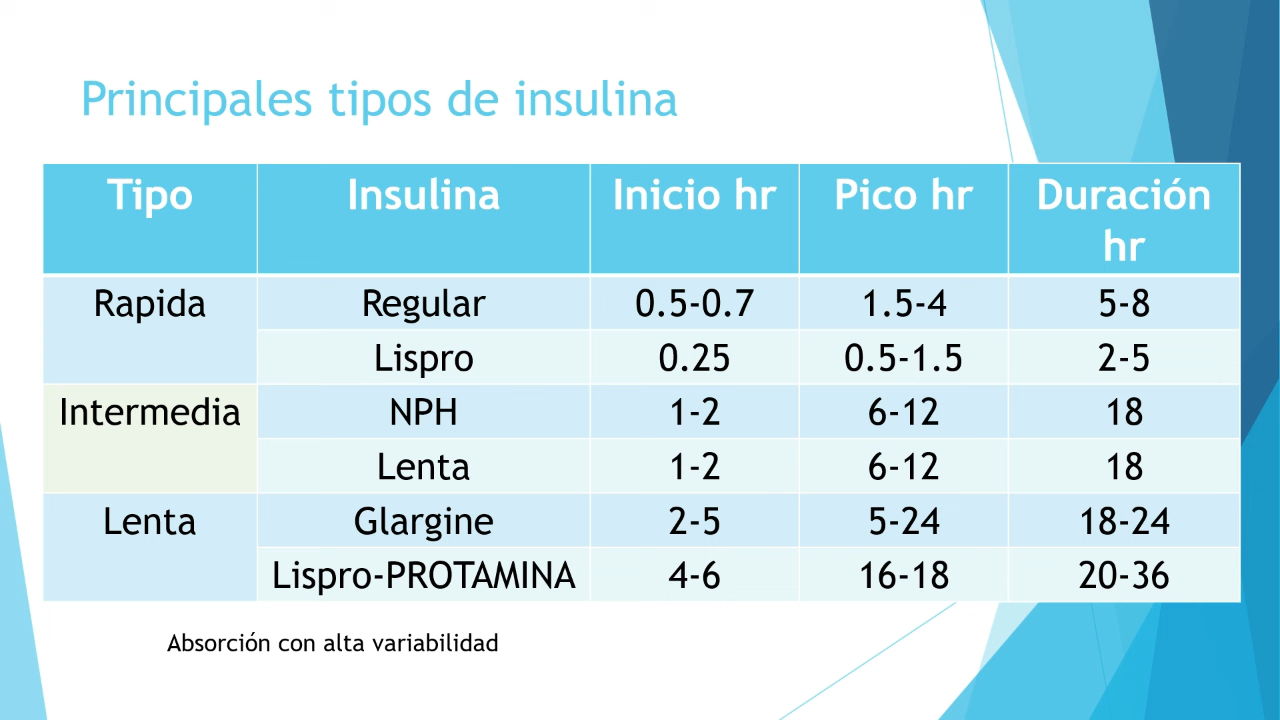 Principales tipos de insulina
Tipo Insulina Inicio hr Pico hr Duración
hr
Rapida Regular 0.5-0.7 1.5-4 5-8
Lispro 0.25 0.5-1.5 2-5
Intermedia NPH 1-2 6-12 18
Lenta 1-2 6-12 18
Lenta Glargine 2-5 5-24 18-24
Lispro-PROTAMINA 4-6 16-18 20-36
Absorción con alta variabilidad